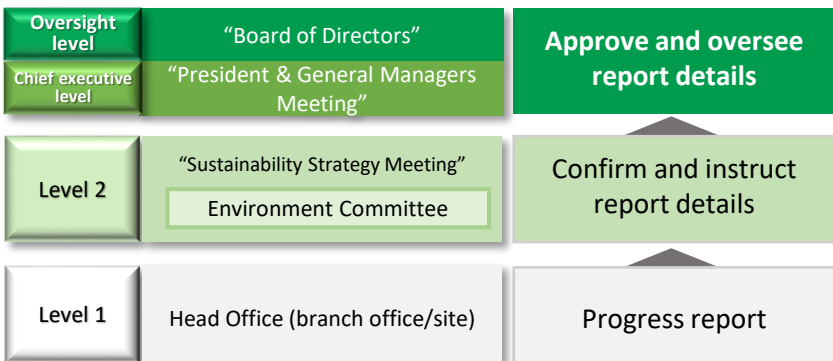 Oversight
level
“Board of Directors”
Chief executive
level
“President & General Managers
Meeting”
Approve and oversee
report details
Level 2
“Sustainability Strategy Meeting”
Environment Committee
Confirm and instruct
report details
Level 1
Head Office (branch office/site)
Progress report